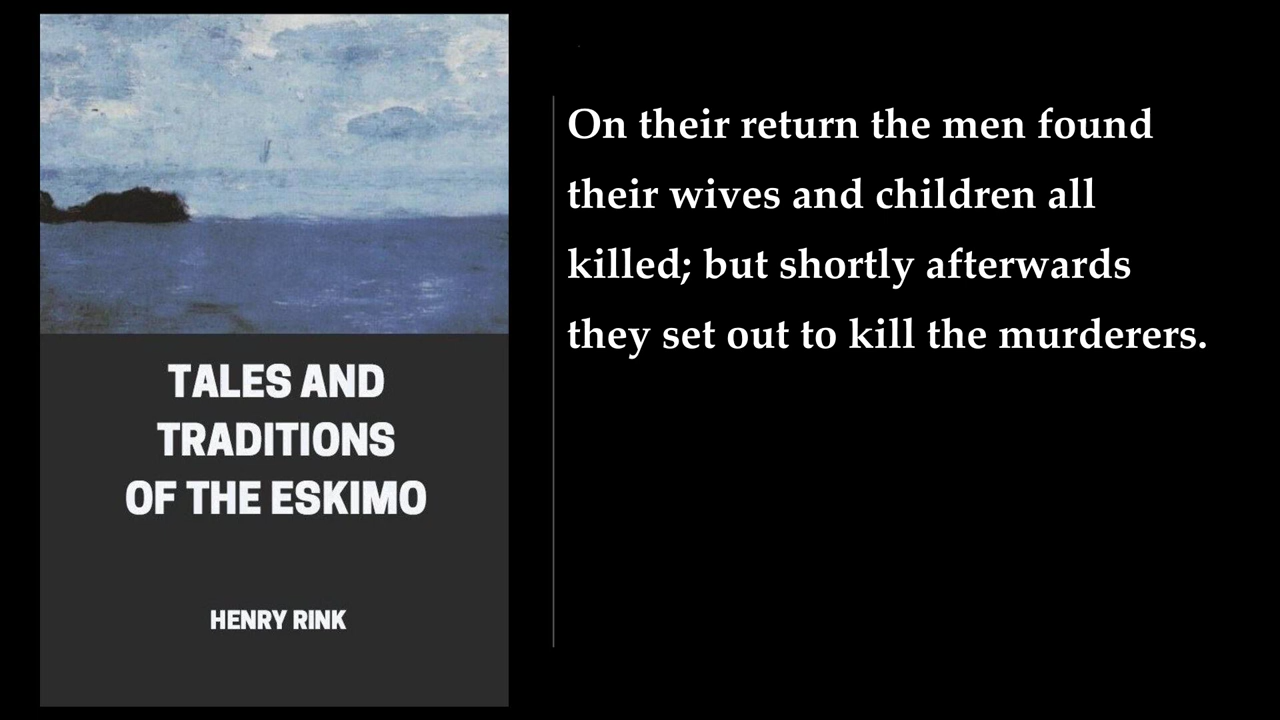 TALES AND
TRADITIONS
OF THE ESKIMO
HENRY RINK
On their return the men found
their wives and children all
killed; but shortly afterwards
they set out to kill the murderers.